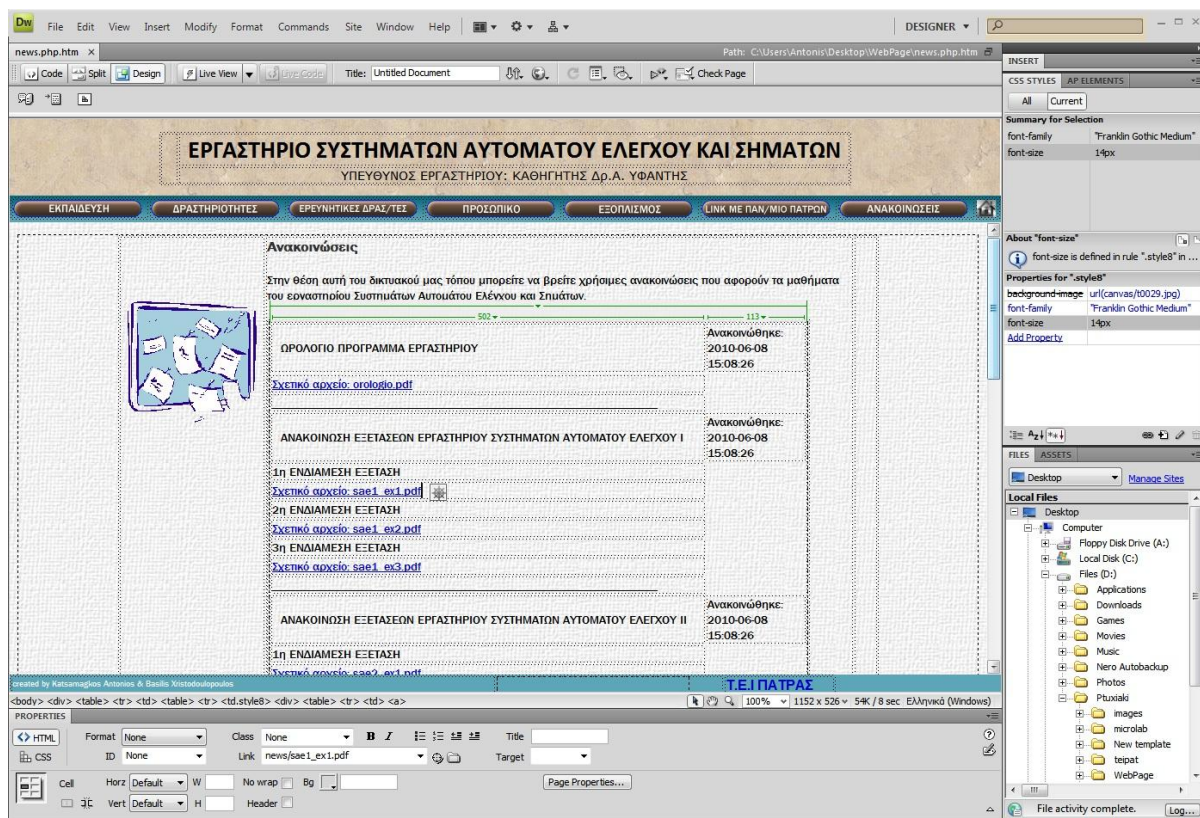 Dw File Edit View Insert Modify Format Commands Site Window Help DESIGNER
news.php.htm × Path: C:\Users\Antonis\Desktop\WebPage\news.php.htm
Code Split Design Live View Live Code Title: Untitled Document Check Page
ΕΡΓΑΣΤΗΡΙΟ ΣΥΣΤΗΜΑΤΩΝ ΑΥΤΟΜΑΤΟΥ ΕΛΕΓΧΟΥ ΚΑΙ ΣΗΜΑΤΩΝ
ΥΠΕΥΘΥΝΟΣ ΕΡΓΑΣΤΗΡΙΟΥ: ΚΑΘΗΓΗΤΗΣ Δρ.Α. ΥΦΑΝΤΗΣ
ΕΚΠΑΙΔΕΥΣΗ ΔΡΑΣΤΗΡΙΟΤΗΤΕΣ ΕΡΕΥΝΗΤΙΚΕΣ ΔΡΑΣ/ΤΕΣ ΠΡΟΣΩΠΙΚΟ ΕΞΟΠΛΙΣΜΟΣ LINK ΜΕ ΠΑΝ/ΜΙΟ ΠΑΤΡΩΝ ΑΝΑΚΟΙΝΩΣΕΙΣ
Ανακοινώσεις
Στην θέση αυτή του δικτυακού μας τόπου μπορείτε να βρείτε χρήσιμες ανακοινώσεις που αφορούν τα μαθήματα
του εργαστηρίου Συστημάτων Αυτομάτου Ελέγχου και Σημάτων.
502 113
ΩΡΟΛΟΓΙΟ ΠΡΟΓΡΑΜΜΑ ΕΡΓΑΣΤΗΡΙΟΥ
Ανακοινώθηκε:
2010-06-08
15:08:26
Σχετικό αρχείο: orologio.pdf
ΑΝΑΚΟΙΝΩΣΗ ΕΞΕΤΑΣΕΩΝ ΕΡΓΑΣΤΗΡΙΟΥ ΣΥΣΤΗΜΑΤΩΝ ΑΥΤΟΜΑΤΟΥ ΕΛΕΓΧΟΥ Ι
Ανακοινώθηκε:
2010-06-08
15:08:26
1η ΕΝΔΙΑΜΕΣΗ ΕΞΕΤΑΣΗ
Σχετικό αρχείο: sae1_ex1.pdf
2η ΕΝΔΙΑΜΕΣΗ ΕΞΕΤΑΣΗ
Σχετικό αρχείο: sae1_ex2.pdf
3η ΕΝΔΙΑΜΕΣΗ ΕΞΕΤΑΣΗ
Σχετικό αρχείο: sae1_ex3.pdf
ΑΝΑΚΟΙΝΩΣΗ ΕΞΕΤΑΣΕΩΝ ΕΡΓΑΣΤΗΡΙΟΥ ΣΥΣΤΗΜΑΤΩΝ ΑΥΤΟΜΑΤΟΥ ΕΛΕΓΧΟΥ ΙΙ
Ανακοινώθηκε:
2010-06-08
15:08:26
1η ΕΝΔΙΑΜΕΣΗ ΕΞΕΤΑΣΗ
Σχετικό αρχείο: sae2_ex1.pdf
created by Katsamagkos Antonios & Basilis Xristodoulopoulos
Τ.Ε.Ι ΠΑΤΡΑΣ
<body> <div> <table> <tr> <td> <table> <tr> <td.style8> <div> <table> <tr> <td> <a> 100% 1152 x 526 54K / 8 sec Ελληνικά (Windows)
PROPERTIES
HTML Format None Class None B I Title
CSS ID None Link news/sae1_ex1.pdf Target
Cell Horz Default W No wrap Bg Page Properties...
Vert Default H Header
INSERT
CSS STYLES AP ELEMENTS
All Current
Summary for Selection
font-family "Franklin Gothic Medium"
font-size 14px
About "font-size"
font-size is defined in rule ".style8" in ...
Properties for ".style8"
background-image url(canvas/t0029.jpg)
font-family "Franklin Gothic Medium"
font-size 14px
Add Property
FILES ASSETS
Desktop Manage Sites
Local Files
Desktop
Computer
Floppy Disk Drive (A:)
Local Disk (C:)
Files (D:)
Applications
Downloads
Games
Movies
Music
Nero Autobackup
Photos
Ptuxiaki
images
microlab
New template
teipat
WebPage
File activity complete. Log...